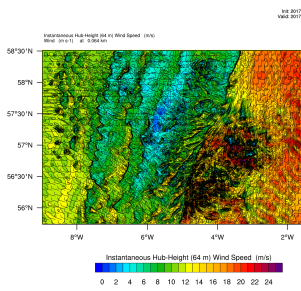 Init: 2017
Valid: 2017
Instantaneous Hub-Height (64 m) Wind Speed (m/s)
Wind (m s-1) at 0.064 km
58°30'N
58°N
57°30'N
57°N
56°30'N
56°N
8°W
6°W
4°W
2°W
Instantaneous Hub-Height (64 m) Wind Speed (m/s)
0 2 4 6 8 10 12 14 16 18 20 22 24